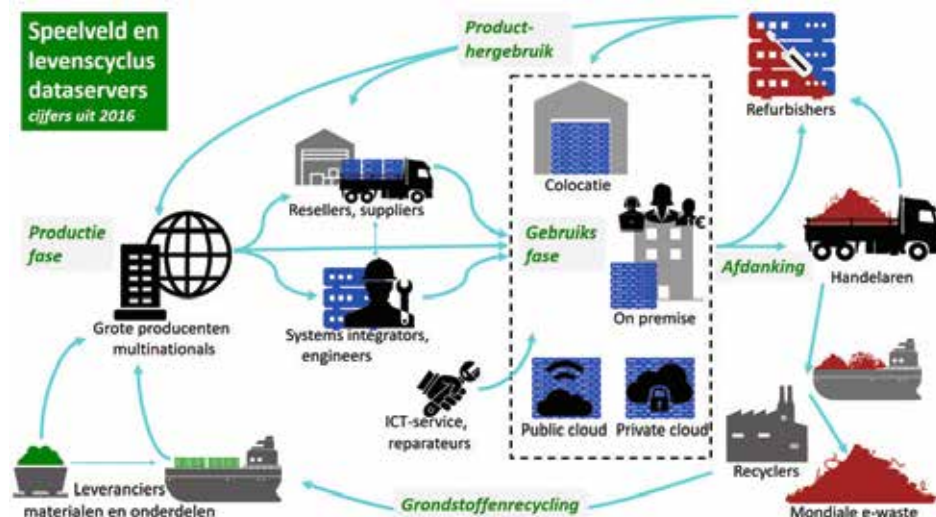 Speelveld en
levenscyclus
dataservers
cijfers uit 2016
Product-
hergebruik
Refurbishers
Colocatie
Resellers, suppliers
Productie
fase
Gebruiks
fase
Afdanking
Handelaren
Grote producenten
multinationals
Systems integrators,
engineers
On premise
ICT-service,
reparateurs
Public cloud
Private cloud
Recyclers
Leveranciers
materialen en onderdelen
Grondstoffenrecycling
Mondiale e-waste